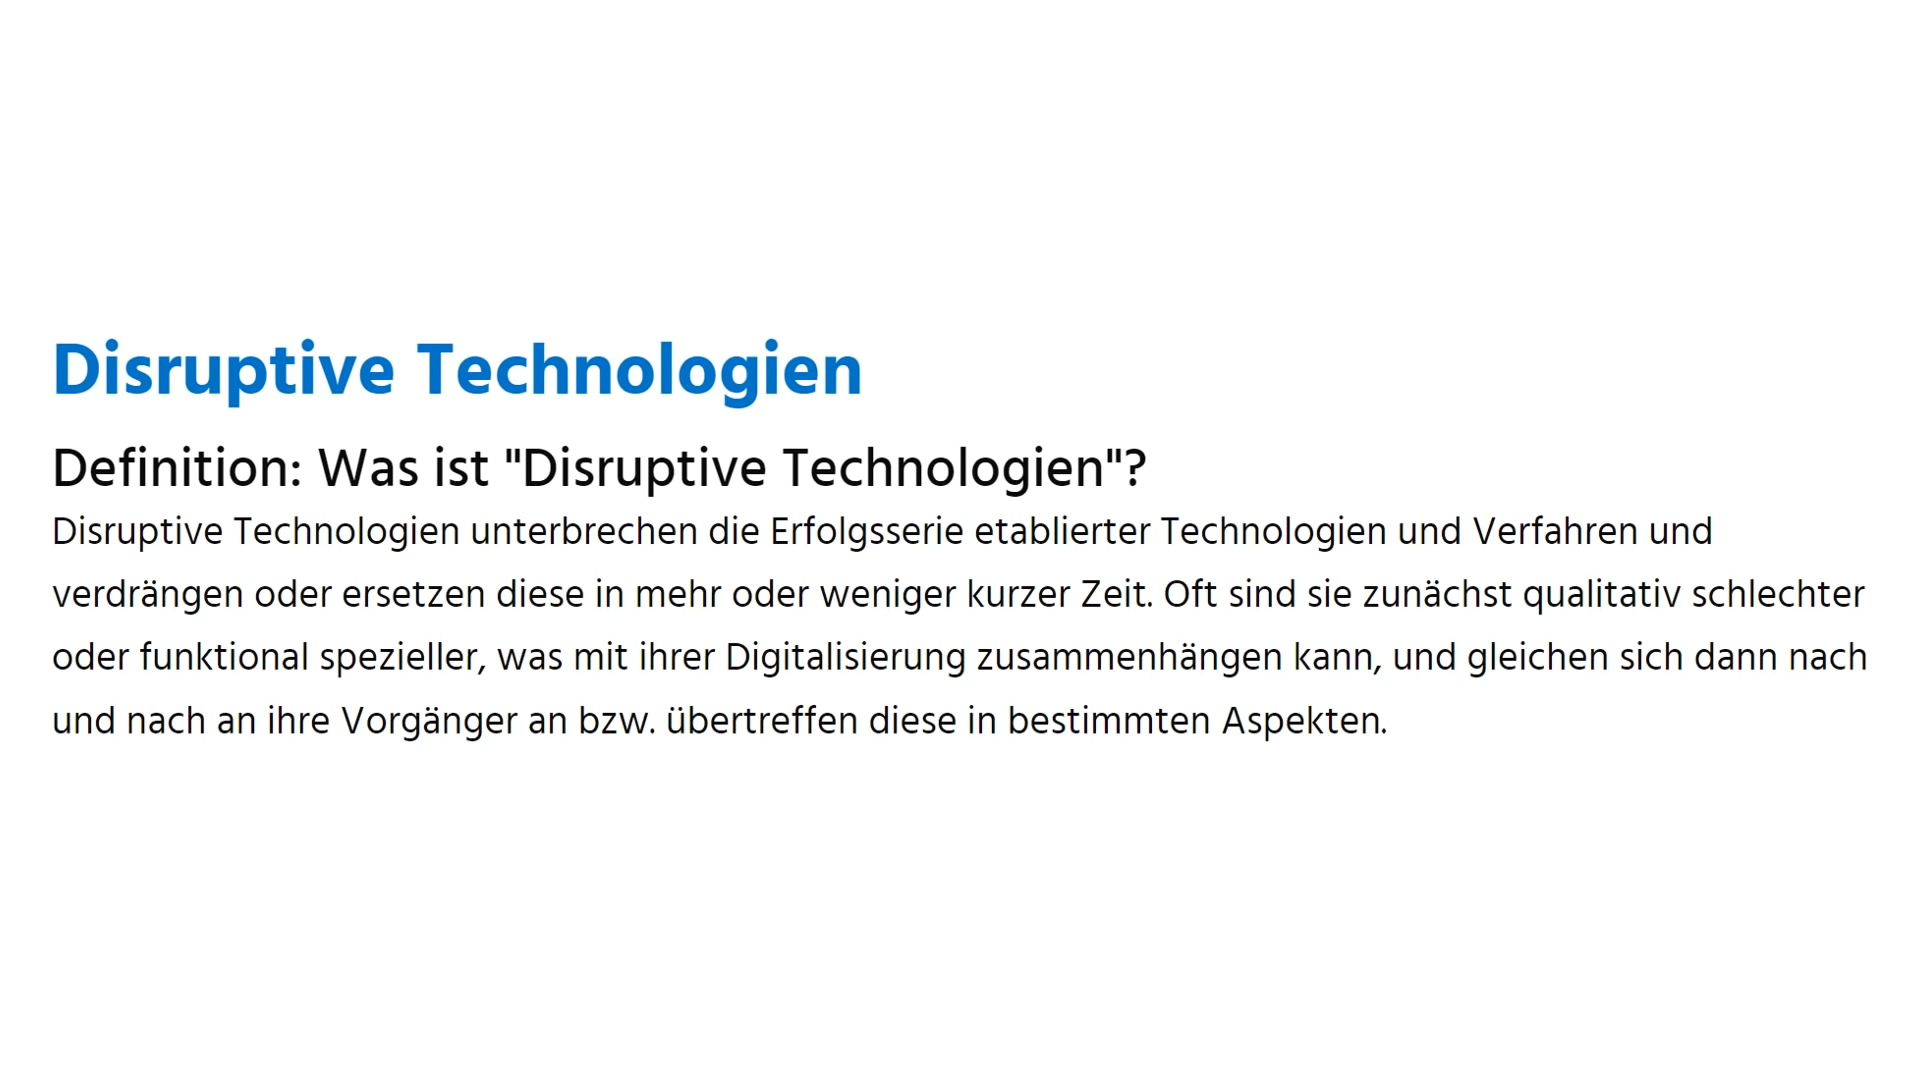 Disruptive Technologien
Definition: Was ist "Disruptive Technologien"?
Disruptive Technologien unterbrechen die Erfolgsserie etablierter Technologien und Verfahren und
verdrängen oder ersetzen diese in mehr oder weniger kurzer Zeit. Oft sind sie zunächst qualitativ schlechter
oder funktional spezieller, was mit ihrer Digitalisierung zusammenhängen kann, und gleichen sich dann nach
und nach an ihre Vorgänger an bzw. übertreffen diese in bestimmten Aspekten.